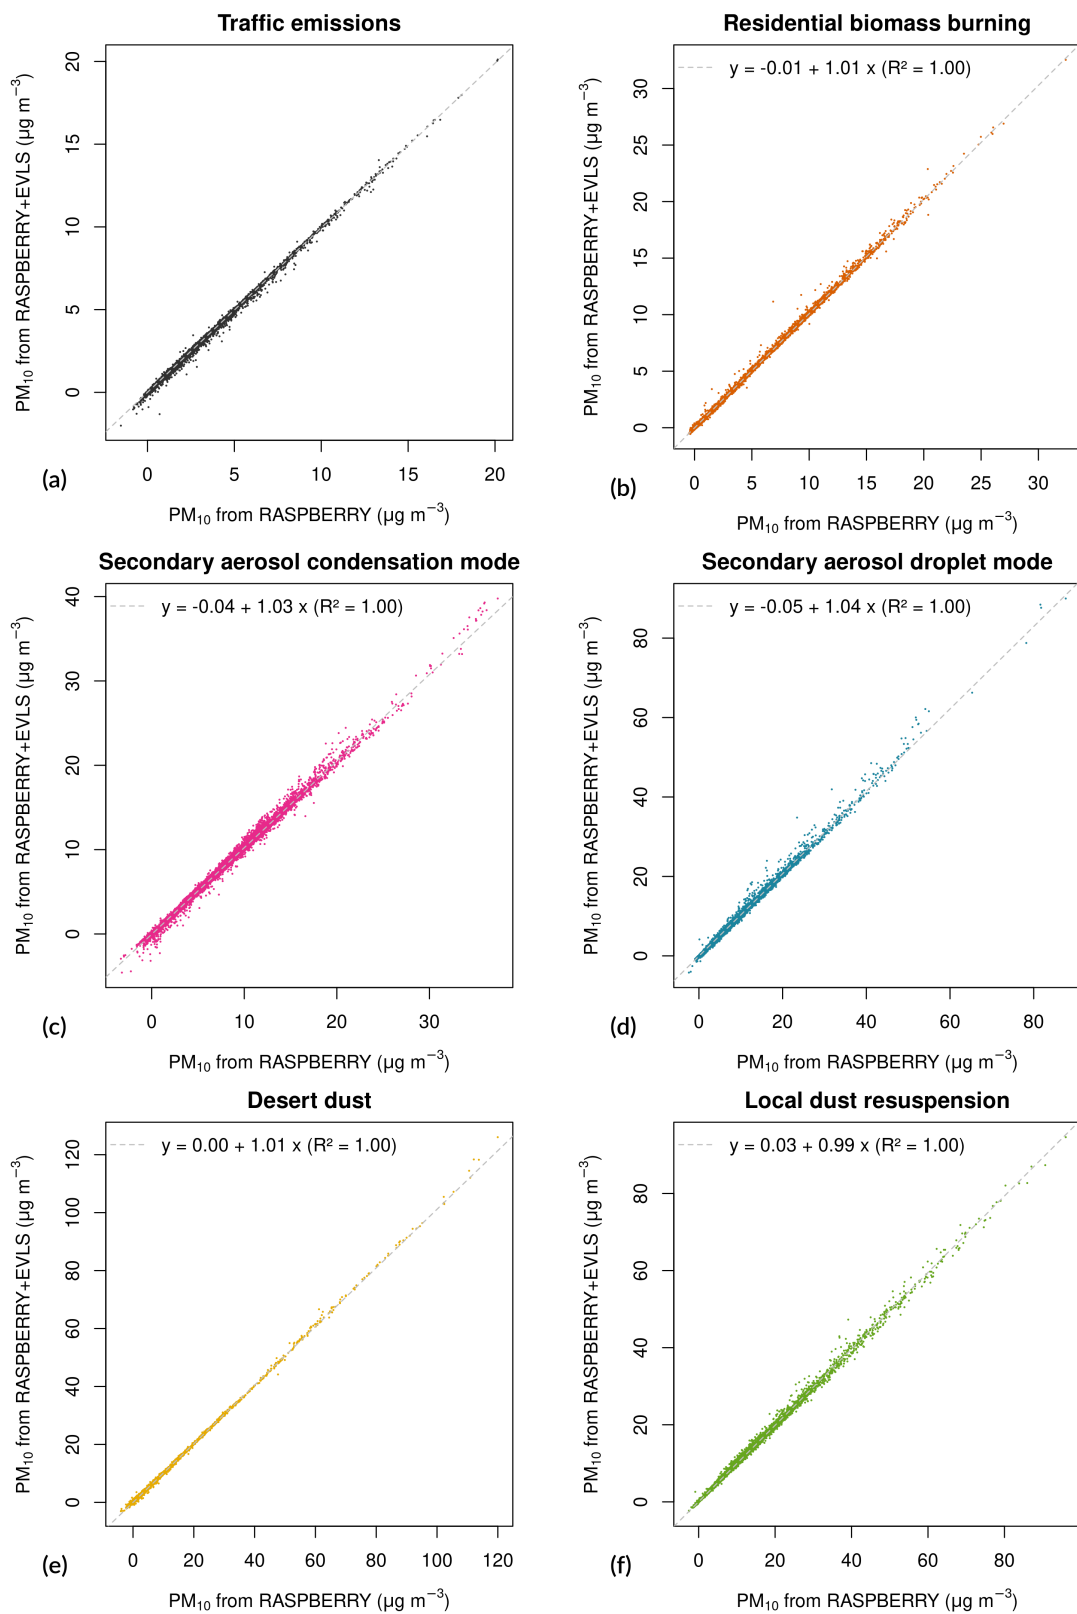 Traffic emissions
PM₁₀ from RASPBERRY+EVLS (µg m⁻³)
20
15
10
5
0
0 5 10 15 20
(a)
PM₁₀ from RASPBERRY (µg m⁻³)
Residential biomass burning
y = -0.01 + 1.01 x (R² = 1.00)
PM₁₀ from RASPBERRY+EVLS (µg m⁻³)
30
25
20
15
10
5
0
0 5 10 15 20 25 30
(b)
PM₁₀ from RASPBERRY (µg m⁻³)
Secondary aerosol condensation mode
y = -0.04 + 1.03 x (R² = 1.00)
PM₁₀ from RASPBERRY+EVLS (µg m⁻³)
40
30
20
10
0
0 10 20 30
(c)
PM₁₀ from RASPBERRY (µg m⁻³)
Secondary aerosol droplet mode
y = -0.05 + 1.04 x (R² = 1.00)
PM₁₀ from RASPBERRY+EVLS (µg m⁻³)
80
60
40
20
0
0 20 40 60 80
(d)
PM₁₀ from RASPBERRY (µg m⁻³)
Desert dust
y = 0.00 + 1.01 x (R² = 1.00)
PM₁₀ from RASPBERRY+EVLS (µg m⁻³)
120
100
80
60
40
20
0
0 20 40 60 80 100 120
(e)
PM₁₀ from RASPBERRY (µg m⁻³)
Local dust resuspension
y = 0.03 + 0.99 x (R² = 1.00)
PM₁₀ from RASPBERRY+EVLS (µg m⁻³)
80
60
40
20
0
0 20 40 60 80
(f)
PM₁₀ from RASPBERRY (µg m⁻³)